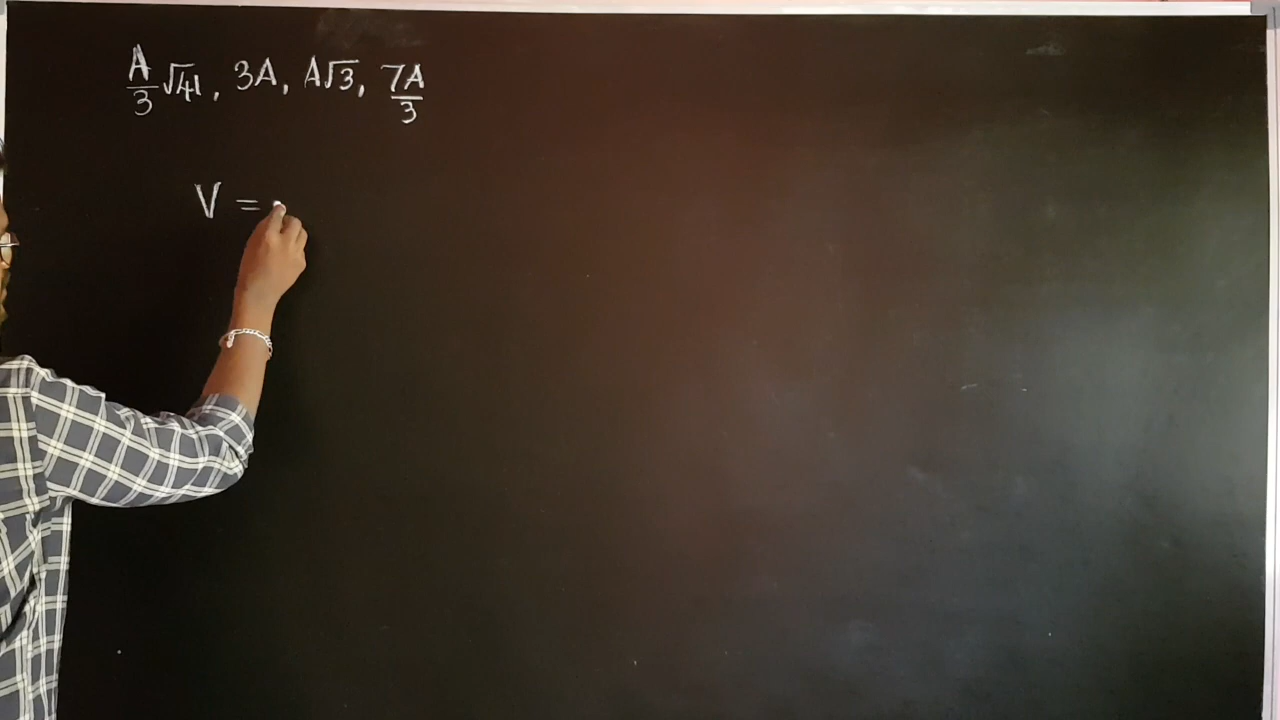 A/3 √41, 3A, A√3, 7A/3
V =